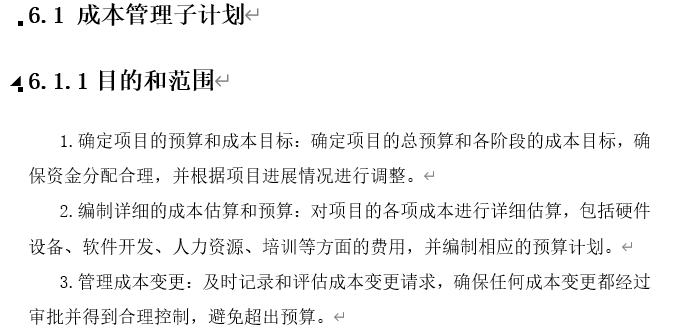 6.1 成本管理子计划
6.1.1 目的和范围
1.确定项目的预算和成本目标：确定项目的总预算和各阶段的成本目标，确
保资金分配合理，并根据项目进展情况进行调整。
2.编制详细的成本估算和预算：对项目的各项成本进行详细估算，包括硬件
设备、软件开发、人力资源、培训等方面的费用，并编制相应的预算计划。
3.管理成本变更：及时记录和评估成本变更请求，确保任何成本变更都经过
审批并得到合理控制，避免超出预算。